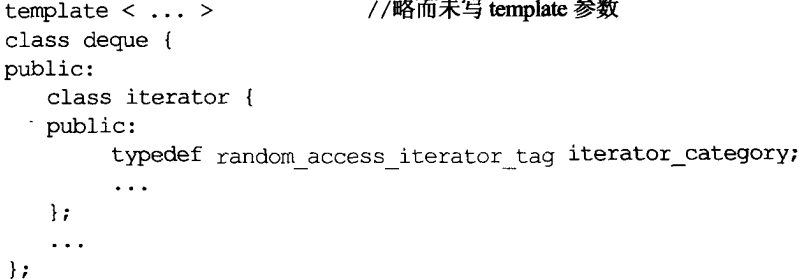 template < ... > //略而未写 template 参数
class deque {
public:
class iterator {
public:
typedef random_access_iterator_tag iterator_category;
...
};
...
};